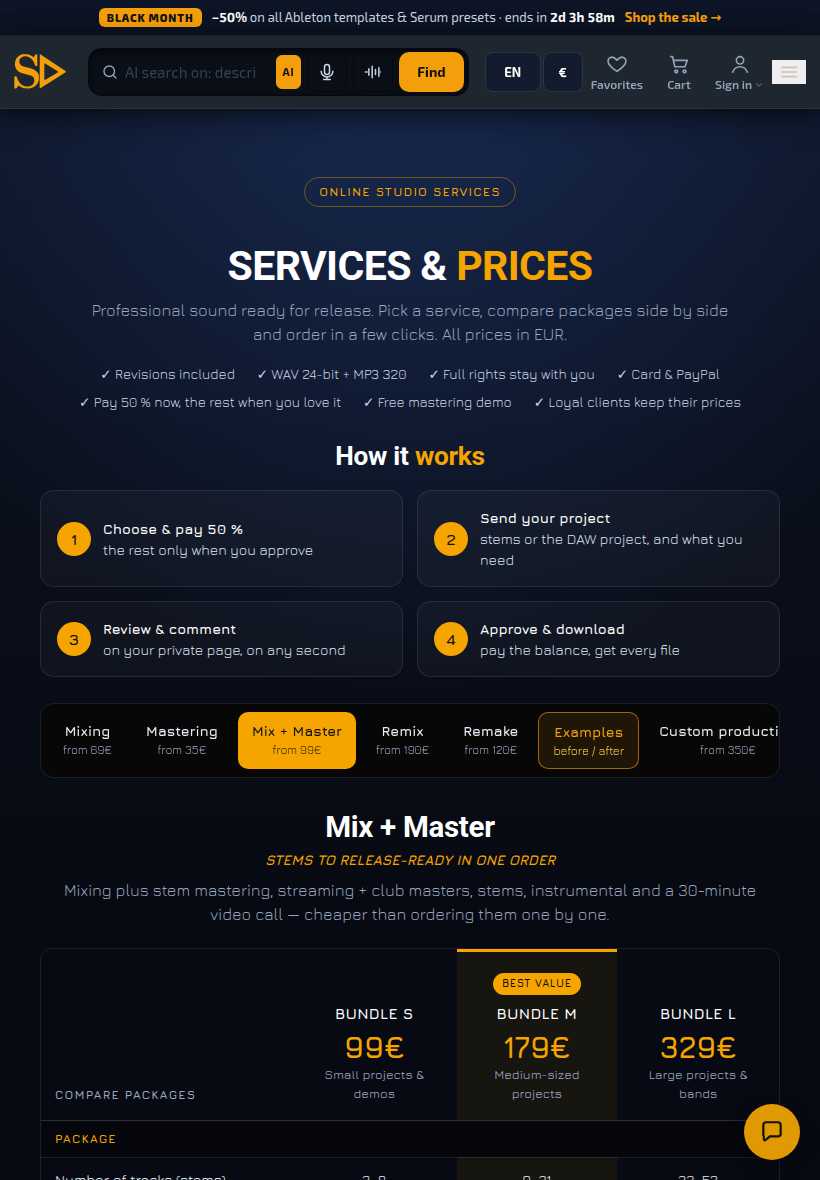 BLACK MONTH –50% on all Ableton templates & Serum presets · ends in 2d 3h 58m Shop the sale →
AI search on: descri AI Find EN € Favorites Cart Sign in
ONLINE STUDIO SERVICES
SERVICES & PRICES
Professional sound ready for release. Pick a service, compare packages side by side
and order in a few clicks. All prices in EUR.
✓ Revisions included ✓ WAV 24-bit + MP3 320 ✓ Full rights stay with you ✓ Card & PayPal
✓ Pay 50 % now, the rest when you love it ✓ Free mastering demo ✓ Loyal clients keep their prices
How it works
1 Choose & pay 50 %
the rest only when you approve
2 Send your project
stems or the DAW project, and what you
need
3 Review & comment
on your private page, on any second
4 Approve & download
pay the balance, get every file
Mixing Mastering Mix + Master Remix Remake Examples Custom producti
from 69€ from 35€ from 99€ from 190€ from 120€ before / after from 350€
Mix + Master
STEMS TO RELEASE-READY IN ONE ORDER
Mixing plus stem mastering, streaming + club masters, stems, instrumental and a 30-minute
video call — cheaper than ordering them one by one.
BEST VALUE
BUNDLE S BUNDLE M BUNDLE L
99€ 179€ 329€
Small projects & Medium-sized Large projects &
COMPARE PACKAGES demos projects bands
PACKAGE
Number of tracks (stems)